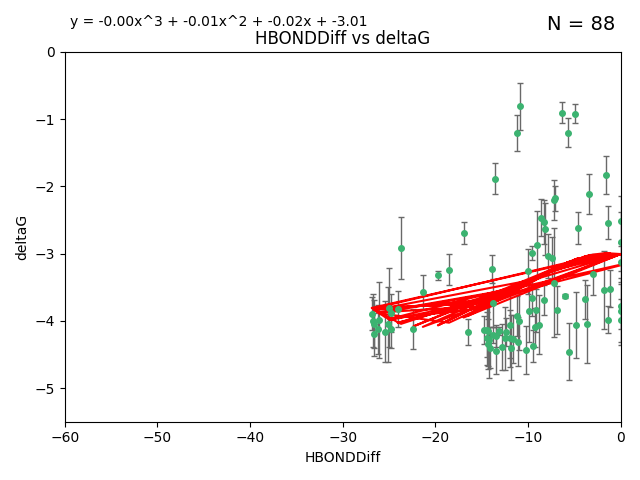 y = -0.00x^3 + -0.01x^2 + -0.02x + -3.01
N = 88
HBONDDiff vs deltaG
0
−1
−2
−3
−4
−5
deltaG
−60 −50 −40 −30 −20 −10 0
HBONDDiff